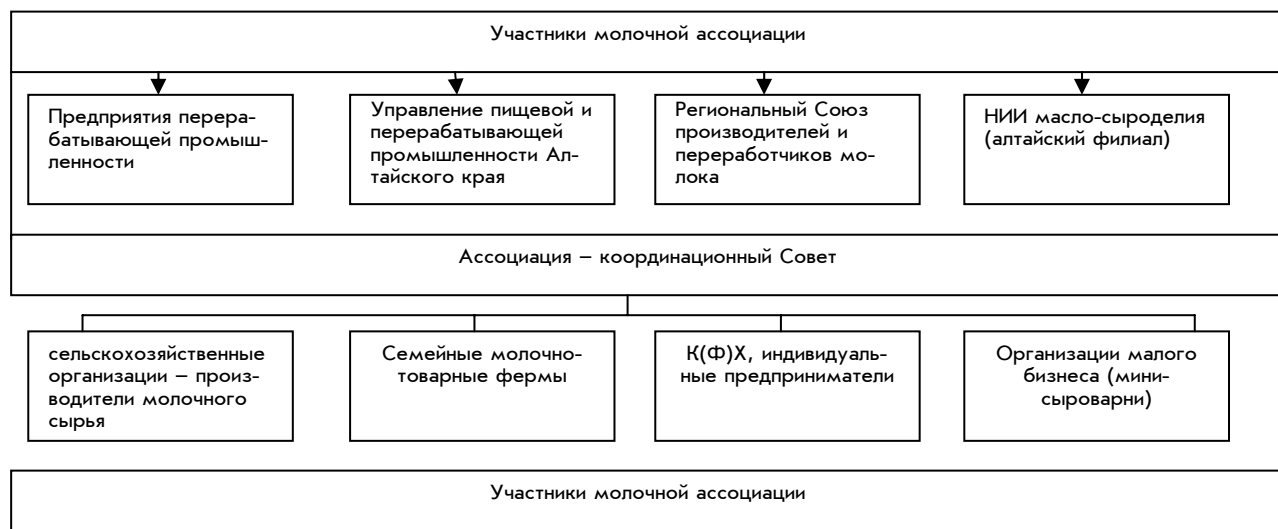 Участники молочной ассоциации
Предприятия перера-
батывающей промыш-
ленности
Управление пищевой и
перерабатывающей
промышленности Ал-
тайского края
Региональный Союз
производителей и
переработчиков мо-
лока
НИИ масло-сыроделия
(алтайский филиал)
Ассоциация – координационный Совет
сельскохозяйственные
организации – произ-
водители молочного
сырья
Семейные молочно-
товарные фермы
К(Ф)Х, индивидуаль-
ные предприниматели
Организации малого
бизнеса (мини-
сыроварни)
Участники молочной ассоциации